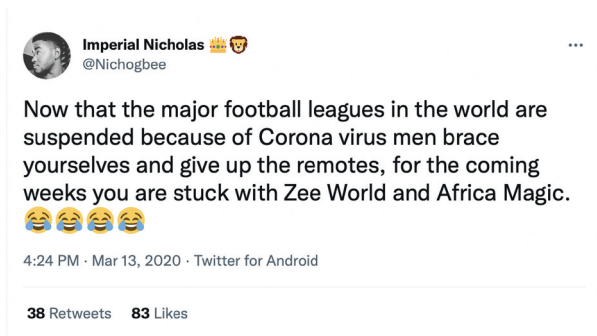 Imperial Nicholas 👑🦁
@Nichogbee
Now that the major football leagues in the world are
suspended because of Corona virus men brace
yourselves and give up the remotes, for the coming
weeks you are stuck with Zee World and Africa Magic.
😂😂😂😂
4:24 PM · Mar 13, 2020 · Twitter for Android
38 Retweets 83 Likes